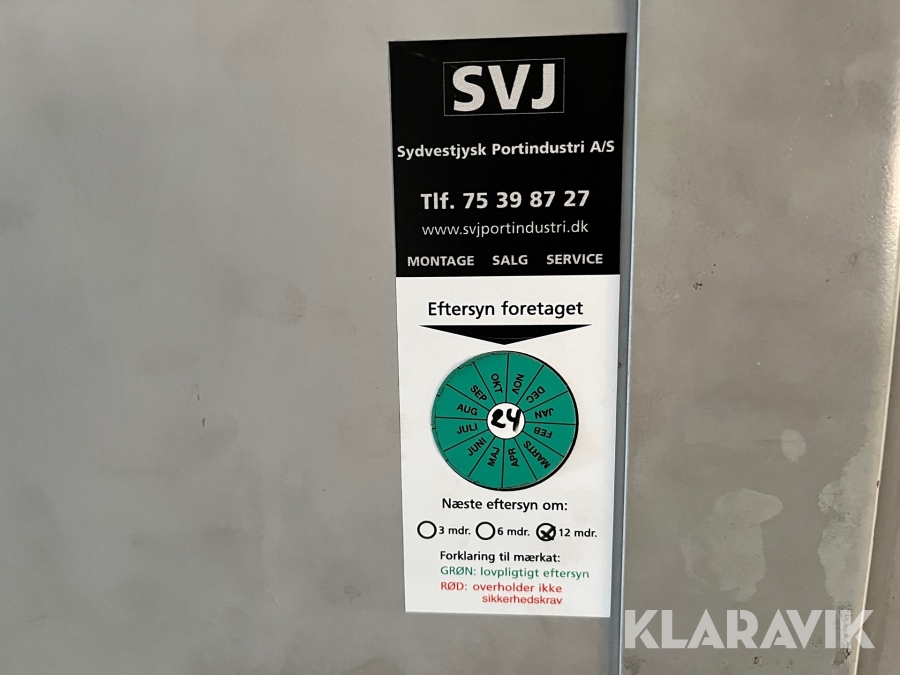 SVJ
Sydvestjysk Portindustri A/S
Tlf. 75 39 87 27
www.svjportindustri.dk
MONTAGE SALG SERVICE
Eftersyn foretaget
OKT NOV DEC JAN FEB MARTS APR MAJ JUNI JULI AUG SEP
24
Næste eftersyn om:
3 mdr. 6 mdr. 12 mdr.
Forklaring til mærkat:
GRØN: lovpligtigt eftersyn
RØD: overholder ikke
sikkerhedskrav
KLARAVIK